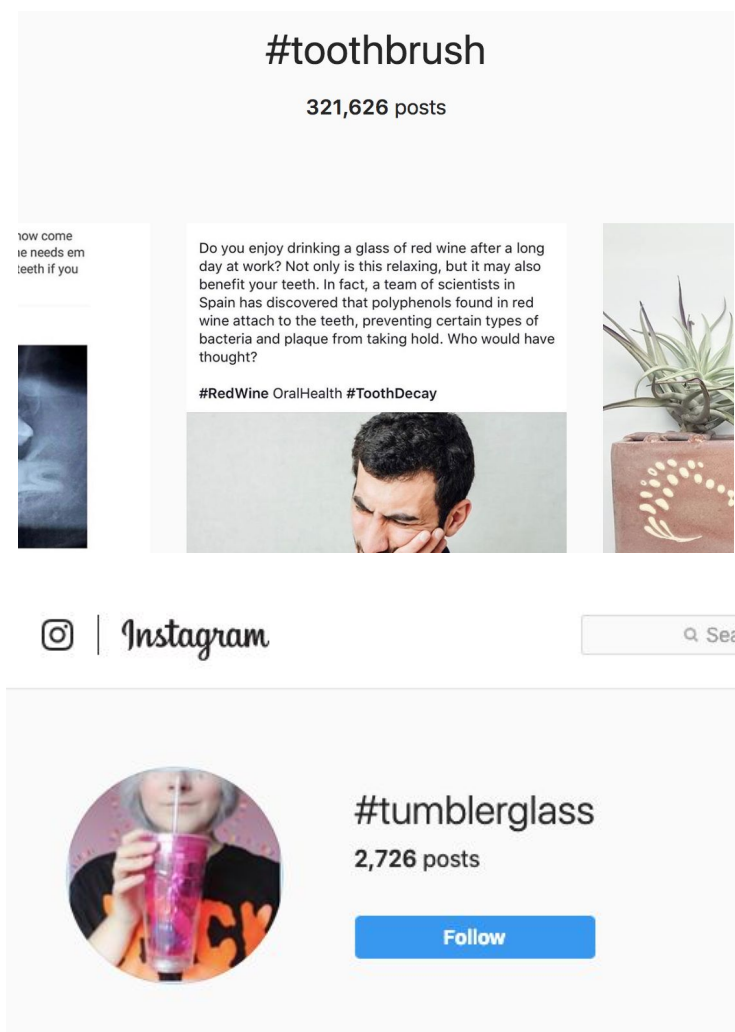 #toothbrush
321,626 posts
now come
ne needs em
teeth if you
Do you enjoy drinking a glass of red wine after a long
day at work? Not only is this relaxing, but it may also
benefit your teeth. In fact, a team of scientists in
Spain has discovered that polyphenols found in red
wine attach to the teeth, preventing certain types of
bacteria and plaque from taking hold. Who would have
thought?
#RedWine OralHealth #ToothDecay
Instagram
Sea
#tumblerglass
2,726 posts
Follow